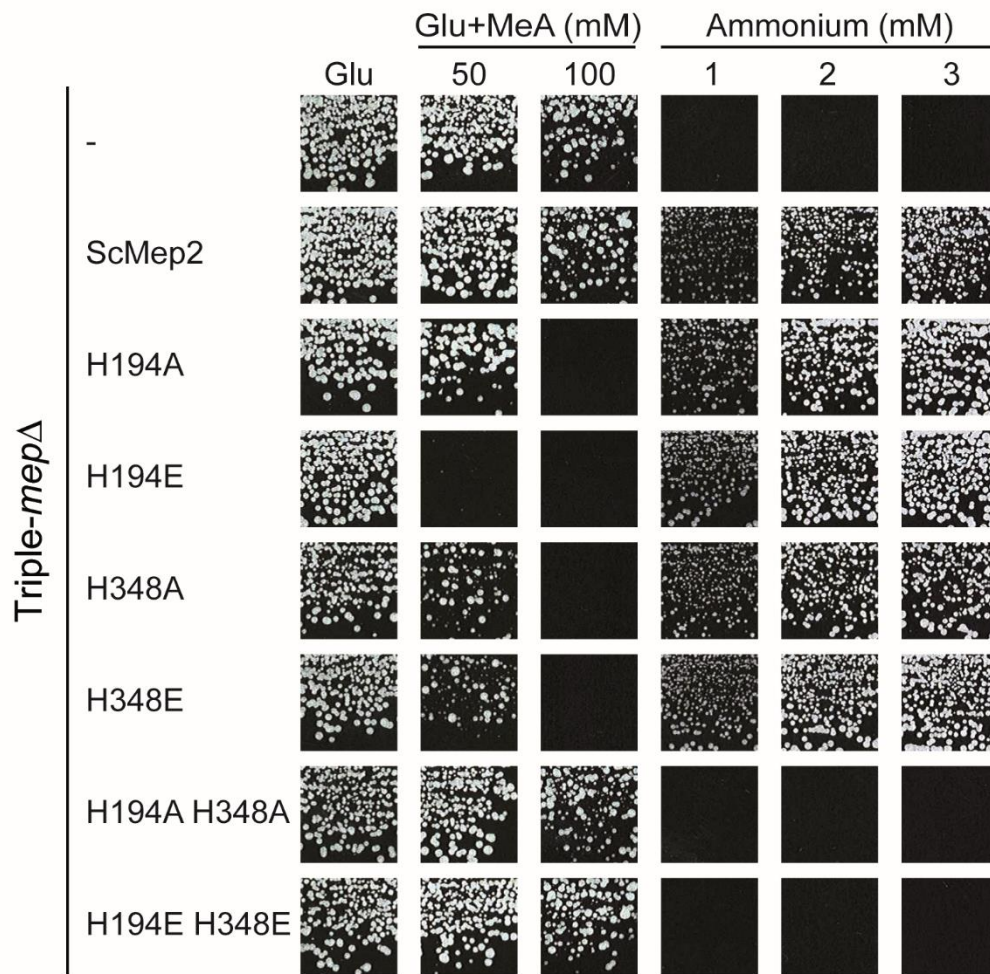 Glu+MeA (mM) Ammonium (mM)
Glu 50 100 1 2 3
Triple-mepΔ
-
ScMep2
H194A
H194E
H348A
H348E
H194A H348A
H194E H348E